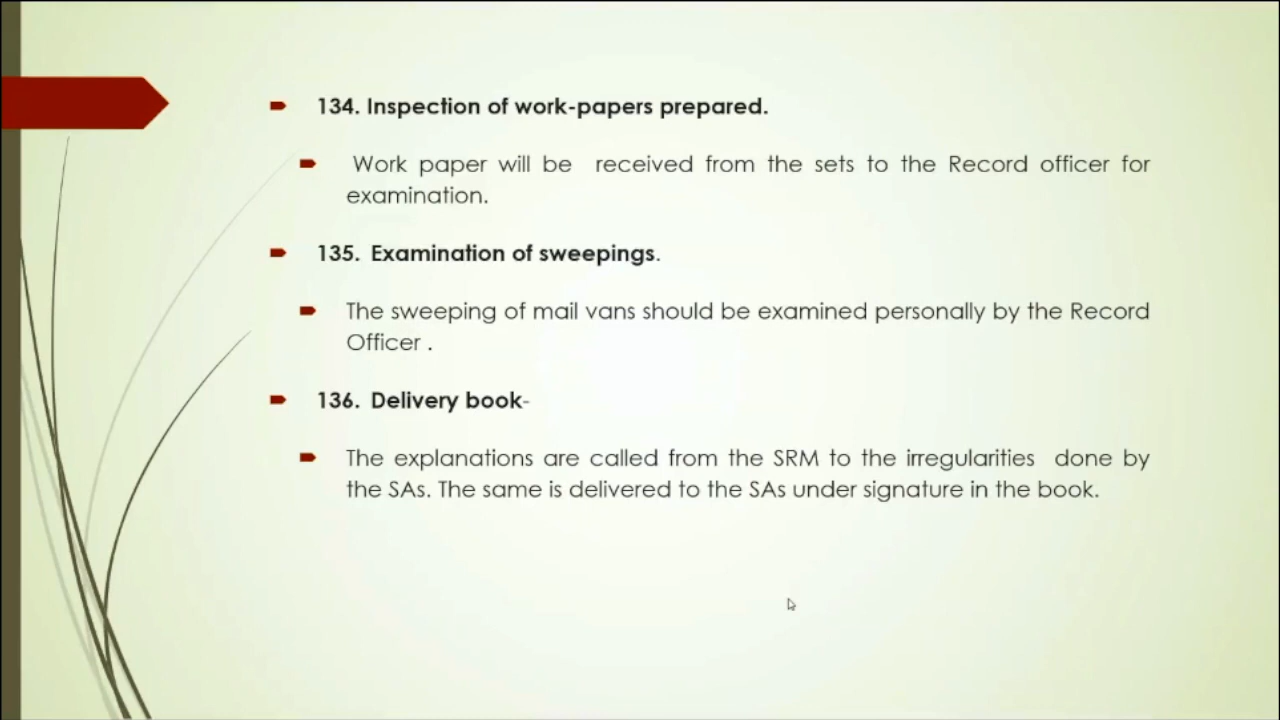 134. Inspection of work-papers prepared.
Work paper will be received from the sets to the Record officer for
examination.
135. Examination of sweepings.
The sweeping of mail vans should be examined personally by the Record
Officer .
136. Delivery book-
The explanations are called from the SRM to the irregularities done by
the SAs. The same is delivered to the SAs under signature in the book.